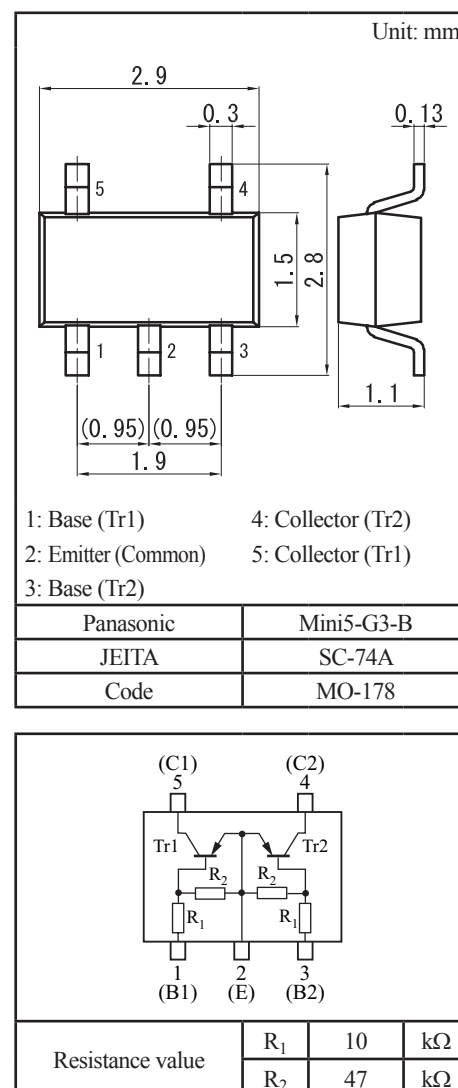 Unit: mm
2.9
0.3
0.13
5
4
1.5
2.8
1
2
3
1.1
(0.95) (0.95)
1.9
1: Base (Tr1)
4: Collector (Tr2)
2: Emitter (Common)
5: Collector (Tr1)
3: Base (Tr2)
Panasonic
Mini5-G3-B
JEITA
SC-74A
Code
MO-178
(C1)
(C2)
5
4
Tr1
Tr2
R2
R2
R1
R1
1
2
3
(B1)
(E)
(B2)
Resistance value
R1
10
kΩ
R2
47
kΩ